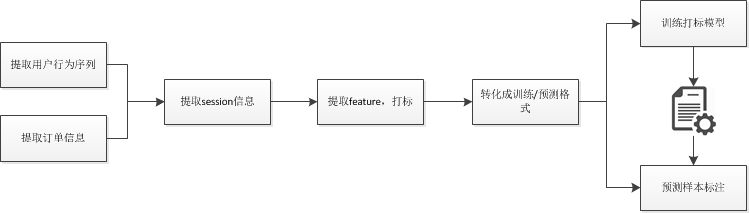 提取用户行为序列
提取订单信息
提取session信息
提取feature，打标
转化成训练/预测格
式
训练打标模型
预测样本标注